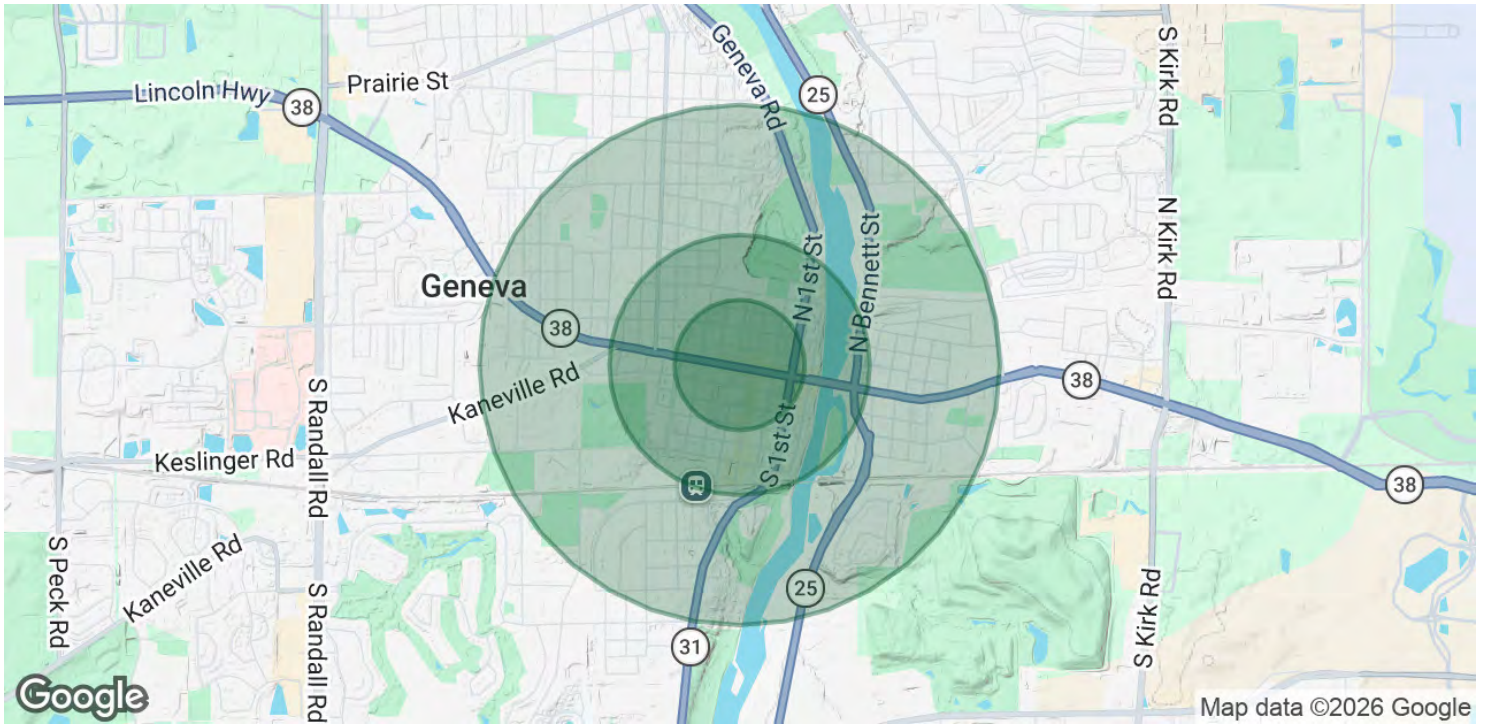 Geneva Rd
S Kirk Rd
Prairie St
Lincoln Hwy
25
38
N Kirk Rd
N 1st St
N Bennett St
Geneva
38
S Randall Rd
Kaneville Rd
38
S 1st St
Keslinger Rd
38
S Peck Rd
Kaneville Rd
S Randall Rd
25
S Kirk Rd
31
Google
Map data ©2026 Google